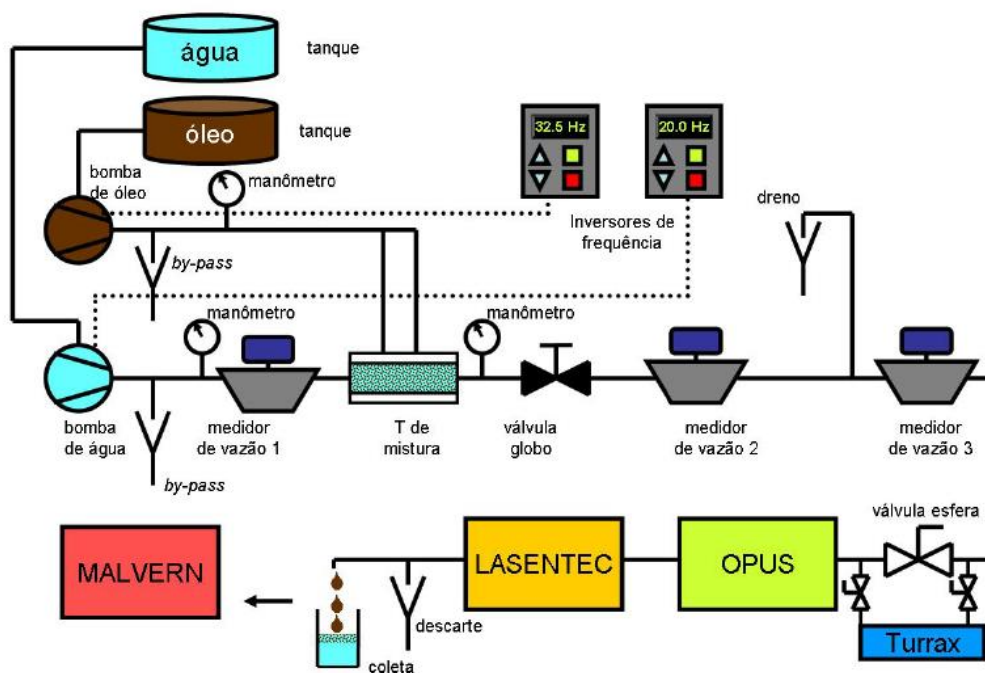 água
tanque
óleo
tanque
bomba
de óleo
manômetro
32.5 Hz
20.0 Hz
Inversores de
frequência
dreno
by-pass
manômetro
manômetro
bomba
de água
medidor
de vazão 1
T de
mistura
válvula
globo
medidor
de vazão 2
medidor
de vazão 3
by-pass
válvula esfera
MALVERN
LASENTEC
OPUS
descarte
coleta
Turrax